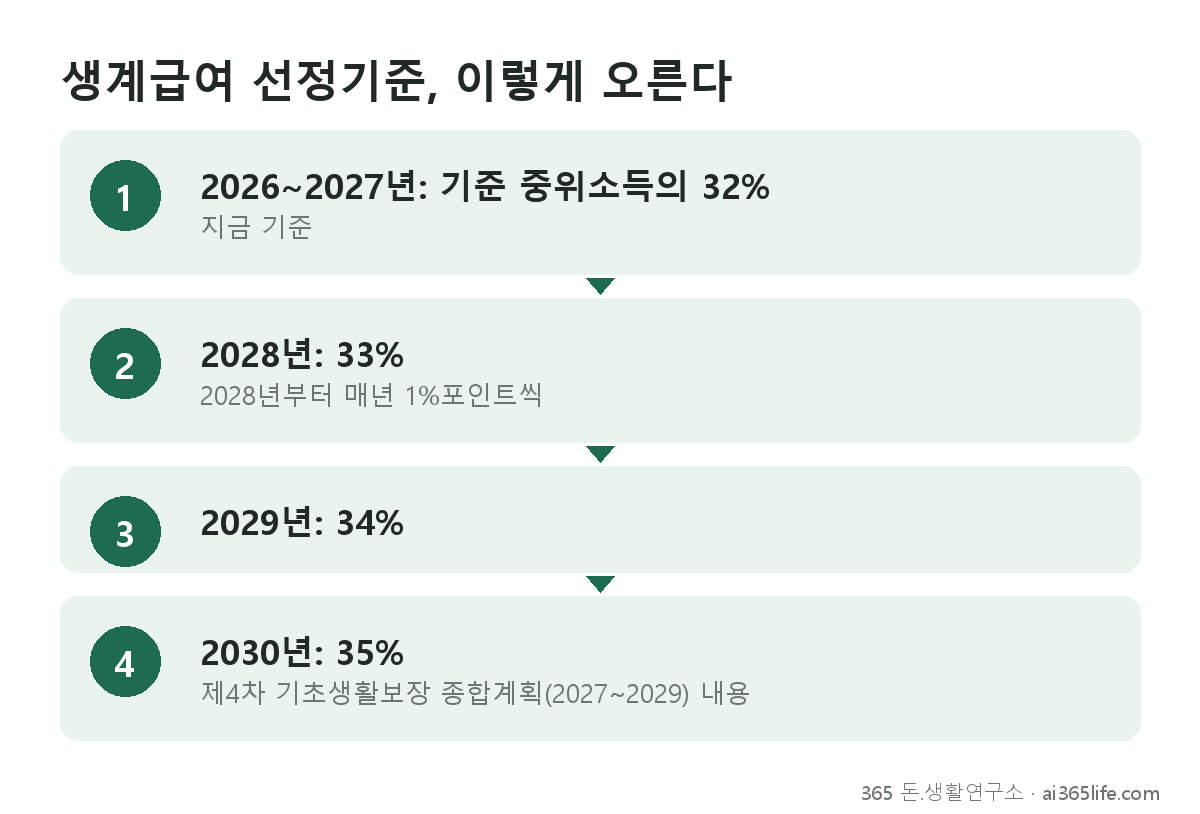 생계급여 선정기준, 이렇게 오른다
1
2026~2027년: 기준 중위소득의 32%
지금 기준
2
2028년: 33%
2028년부터 매년 1%포인트씩
3
2029년: 34%
4
2030년: 35%
제4차 기초생활보장 종합계획(2027~2029) 내용
365 돈.생활연구소 · ai365life.com